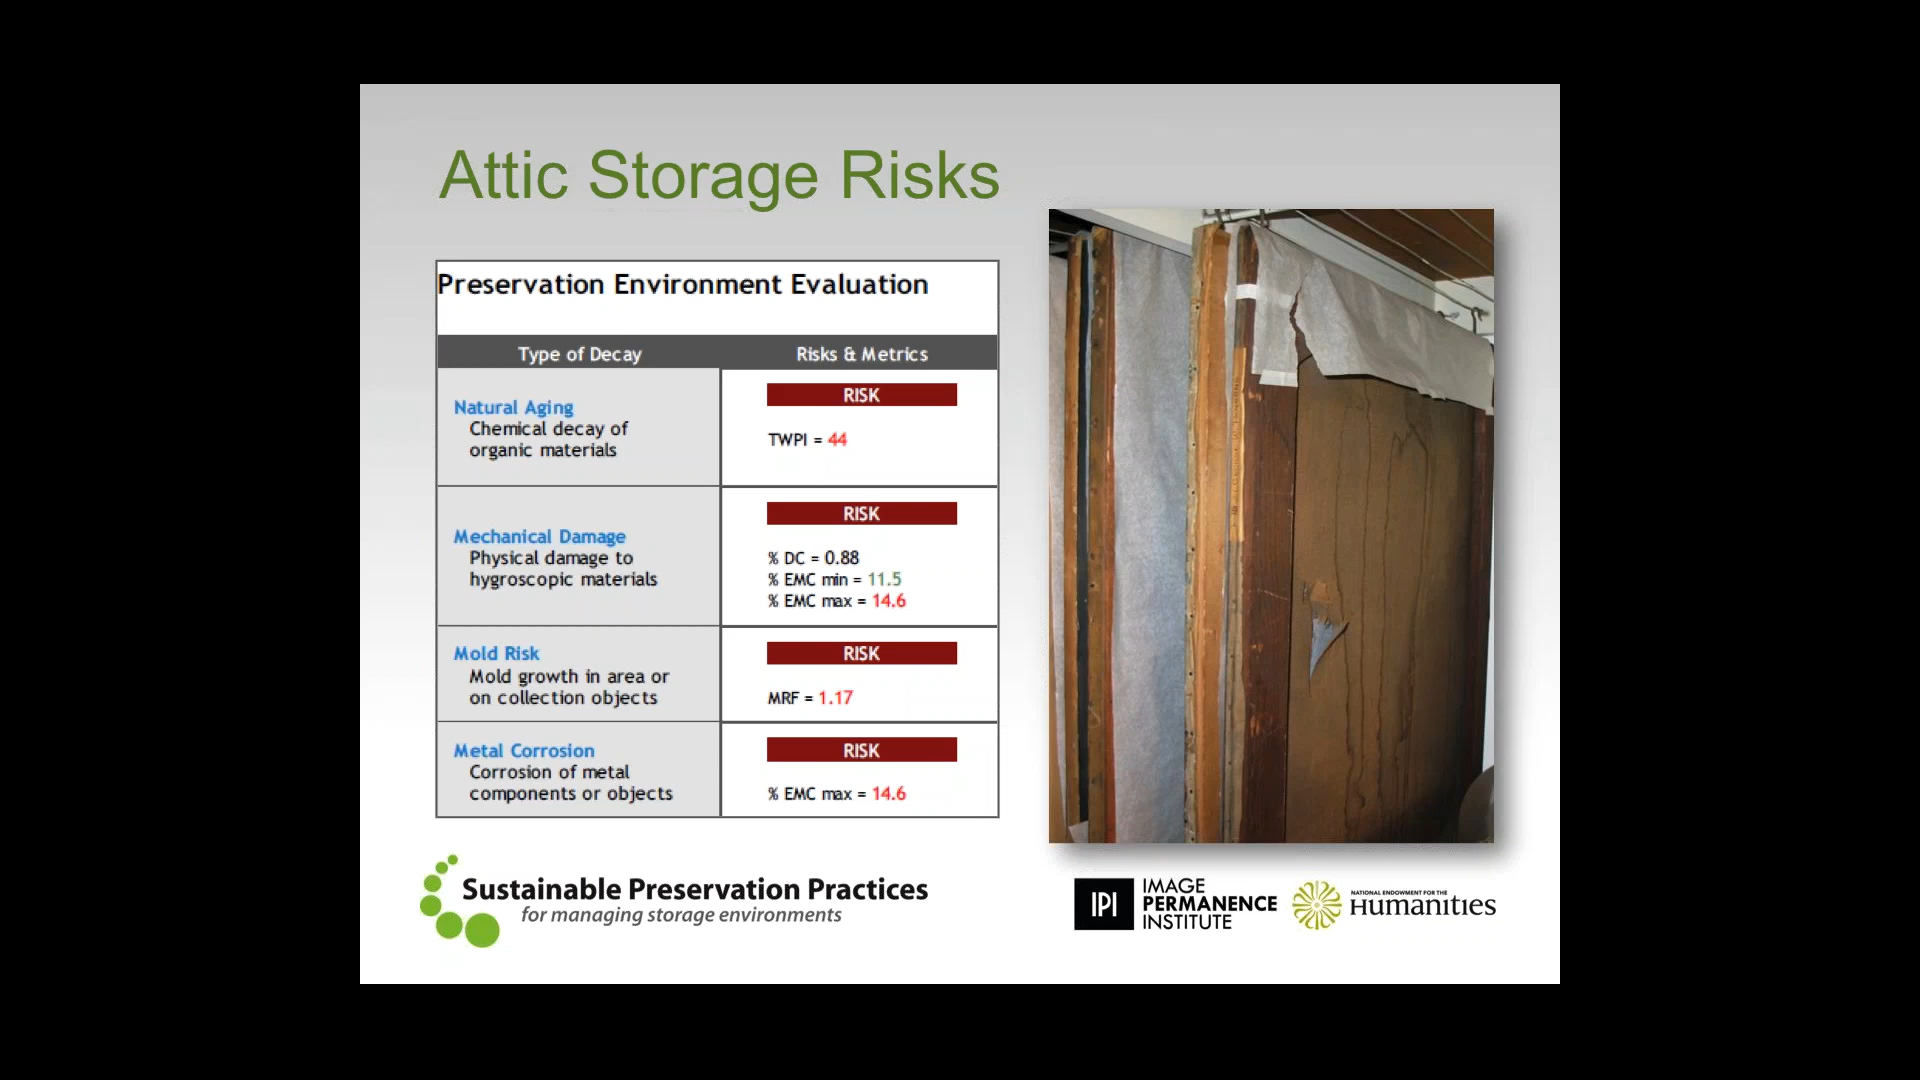 Attic Storage Risks
Preservation Environment Evaluation
Type of Decay
Risks & Metrics
Natural Aging
Chemical decay of
organic materials
RISK
TWPI = 44
Mechanical Damage
Physical damage to
hygroscopic materials
RISK
% DC = 0.88
% EMC min = 11.5
% EMC max = 14.6
Mold Risk
Mold growth in area or
on collection objects
RISK
MRF = 1.17
Metal Corrosion
Corrosion of metal
components or objects
RISK
% EMC max = 14.6
Sustainable Preservation Practices
for managing storage environments
IPI
IMAGE
PERMANENCE
INSTITUTE
NATIONAL ENDOWMENT FOR THE
Humanities